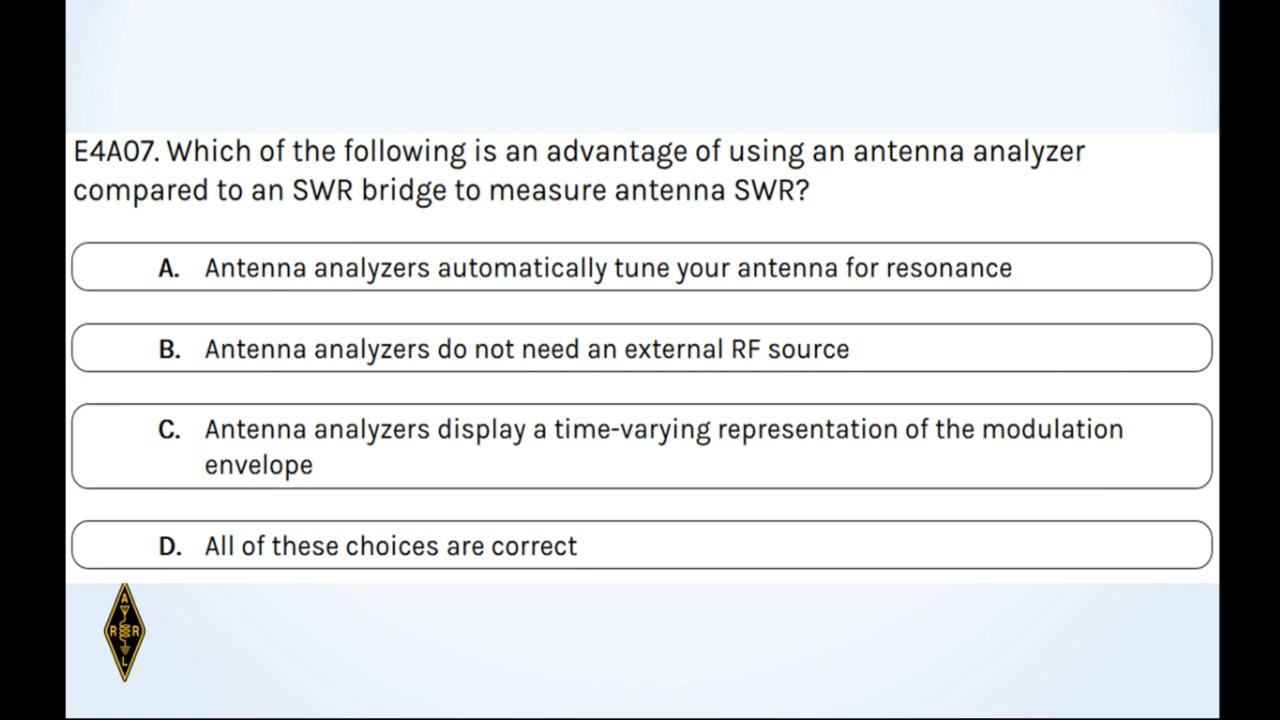 E4A07. Which of the following is an advantage of using an antenna analyzer
compared to an SWR bridge to measure antenna SWR?
A. Antenna analyzers automatically tune your antenna for resonance
B. Antenna analyzers do not need an external RF source
C. Antenna analyzers display a time-varying representation of the modulation
envelope
D. All of these choices are correct
A
R R
L